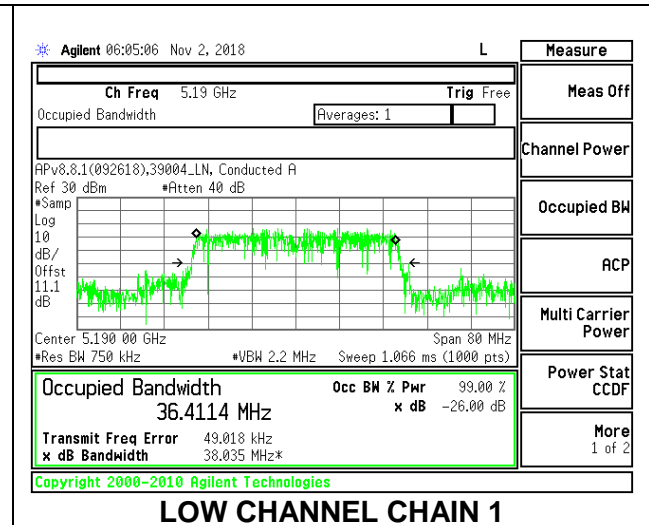 Agilent 06:05:06 Nov 2, 2018 L Measure
Ch Freq 5.19 GHz Trig Free
Occupied Bandwidth Averages: 1
Meas Off
Channel Power
APv8.8.1(092618),39004_LN, Conducted A
Ref 30 dBm #Atten 40 dB
#Samp
Log
10
dB/
Offst
11.1
dB
Occupied BW
ACP
Multi Carrier
Power
Center 5.190 00 GHz Span 80 MHz
#Res BW 750 kHz #VBW 2.2 MHz Sweep 1.066 ms (1000 pts)
Occupied Bandwidth Occ BW % Pwr 99.00 %
36.4114 MHz x dB -26.00 dB
Transmit Freq Error 49.018 kHz
x dB Bandwidth 38.035 MHz*
Power Stat
CCDF
More
1 of 2
Copyright 2000-2010 Agilent Technologies
LOW CHANNEL CHAIN 1